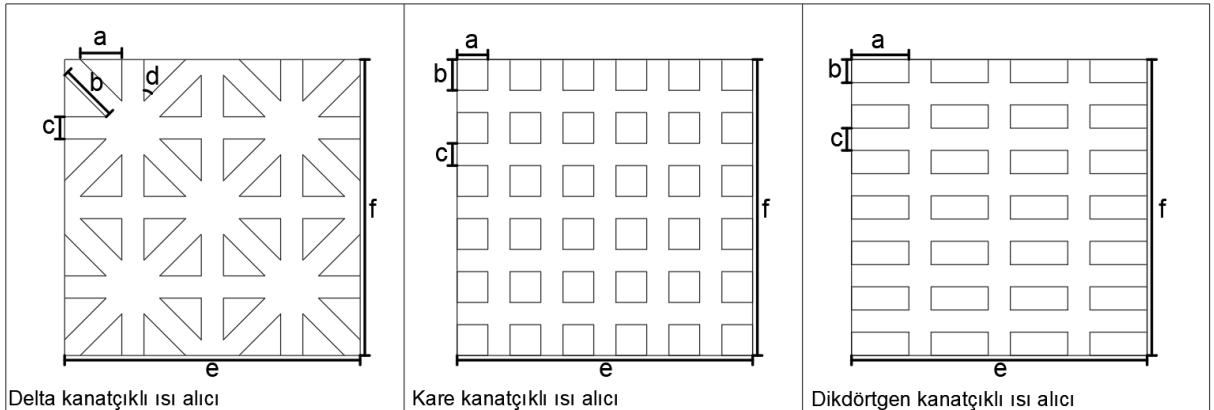 a
b
c
d
e
f
Delta kanatçıklı ısı alıcı
a
b
c
e
f
Kare kanatçıklı ısı alıcı
a
b
c
e
f
Dikdörtgen kanatçıklı ısı alıcı